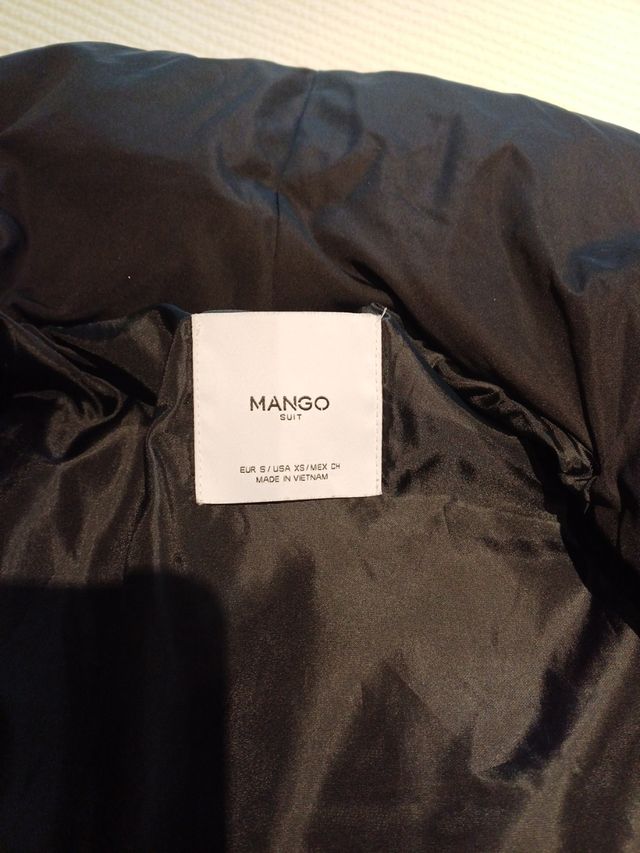 MANGO
SUIT
EUR S / USA XS / MEX CH
MADE IN VIETNAM